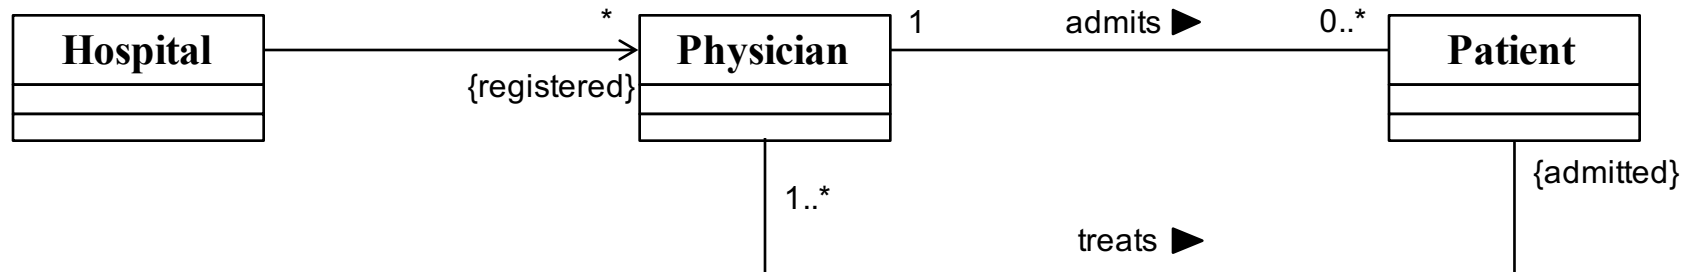 Hospital
*
{registered}
Physician
1
admits ▶
0..*
Patient
1..*
treats ▶
{admitted}